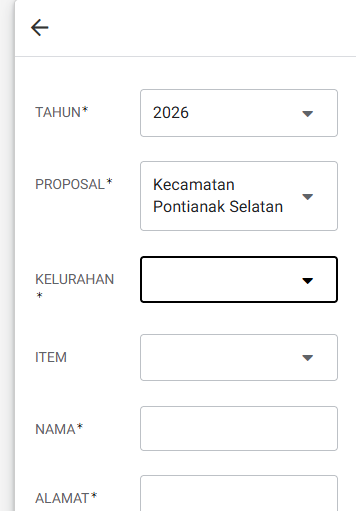 TAHUN*
2026
PROPOSAL*
Kecamatan
Pontianak Selatan
KELURAHAN
*
ITEM
NAMA*
ALAMAT*